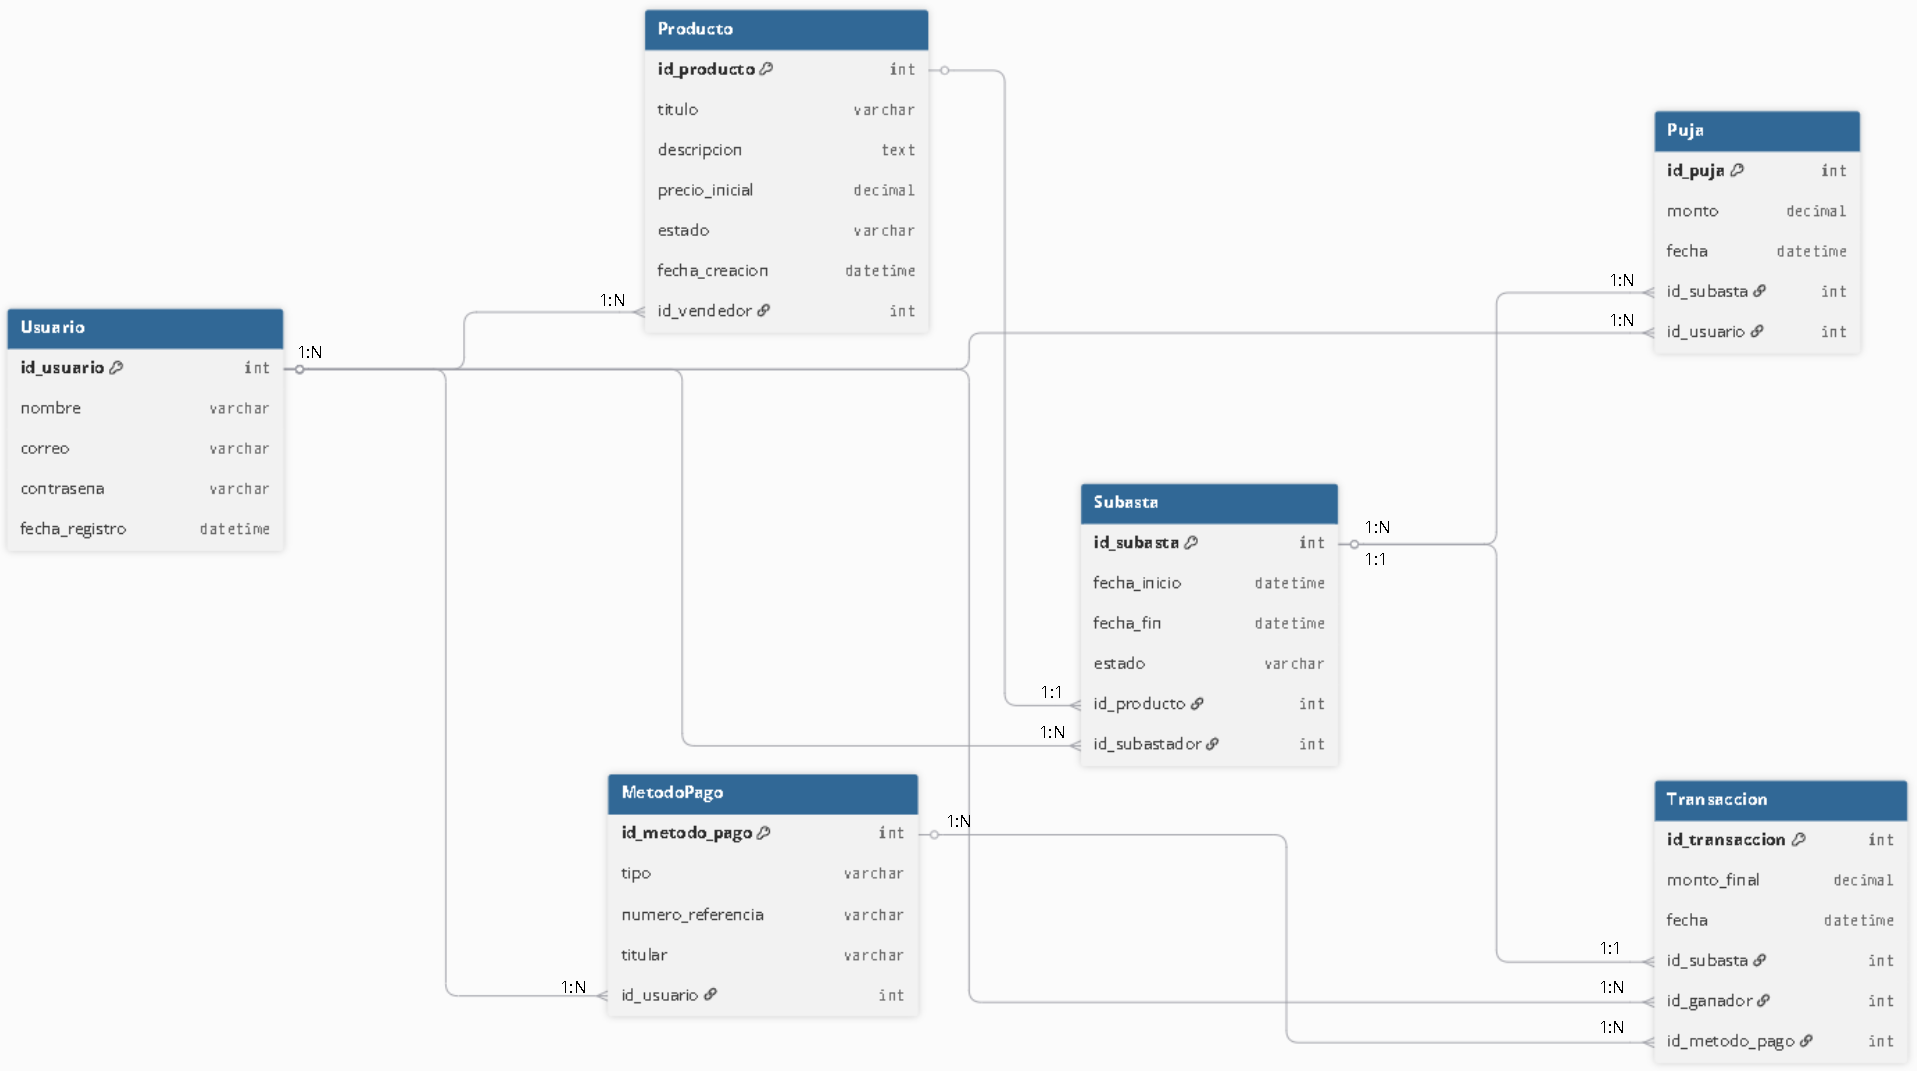 Producto
id_producto int
titulo varchar
descripcion text
precio_inicial decimal
estado varchar
fecha_creacion datetime
1:N
id_vendedor int
Usuario
1:N
id_usuario int
nombre varchar
correo varchar
contrasena varchar
fecha_registro datetime
Puja
id_puja int
monto decimal
fecha datetime
1:N
id_subasta int
1:N
id_usuario int
Subasta
1:N
id_subasta int
1:1
fecha_inicio datetime
fecha_fin datetime
estado varchar
1:1
id_producto int
1:N
id_subastador int
MetodoPago
1:N
id_metodo_pago int
tipo varchar
numero_referencia varchar
titular varchar
1:N
id_usuario int
Transaccion
id_transaccion int
monto_final decimal
fecha datetime
1:1
id_subasta int
1:N
id_ganador int
1:N
id_metodo_pago int